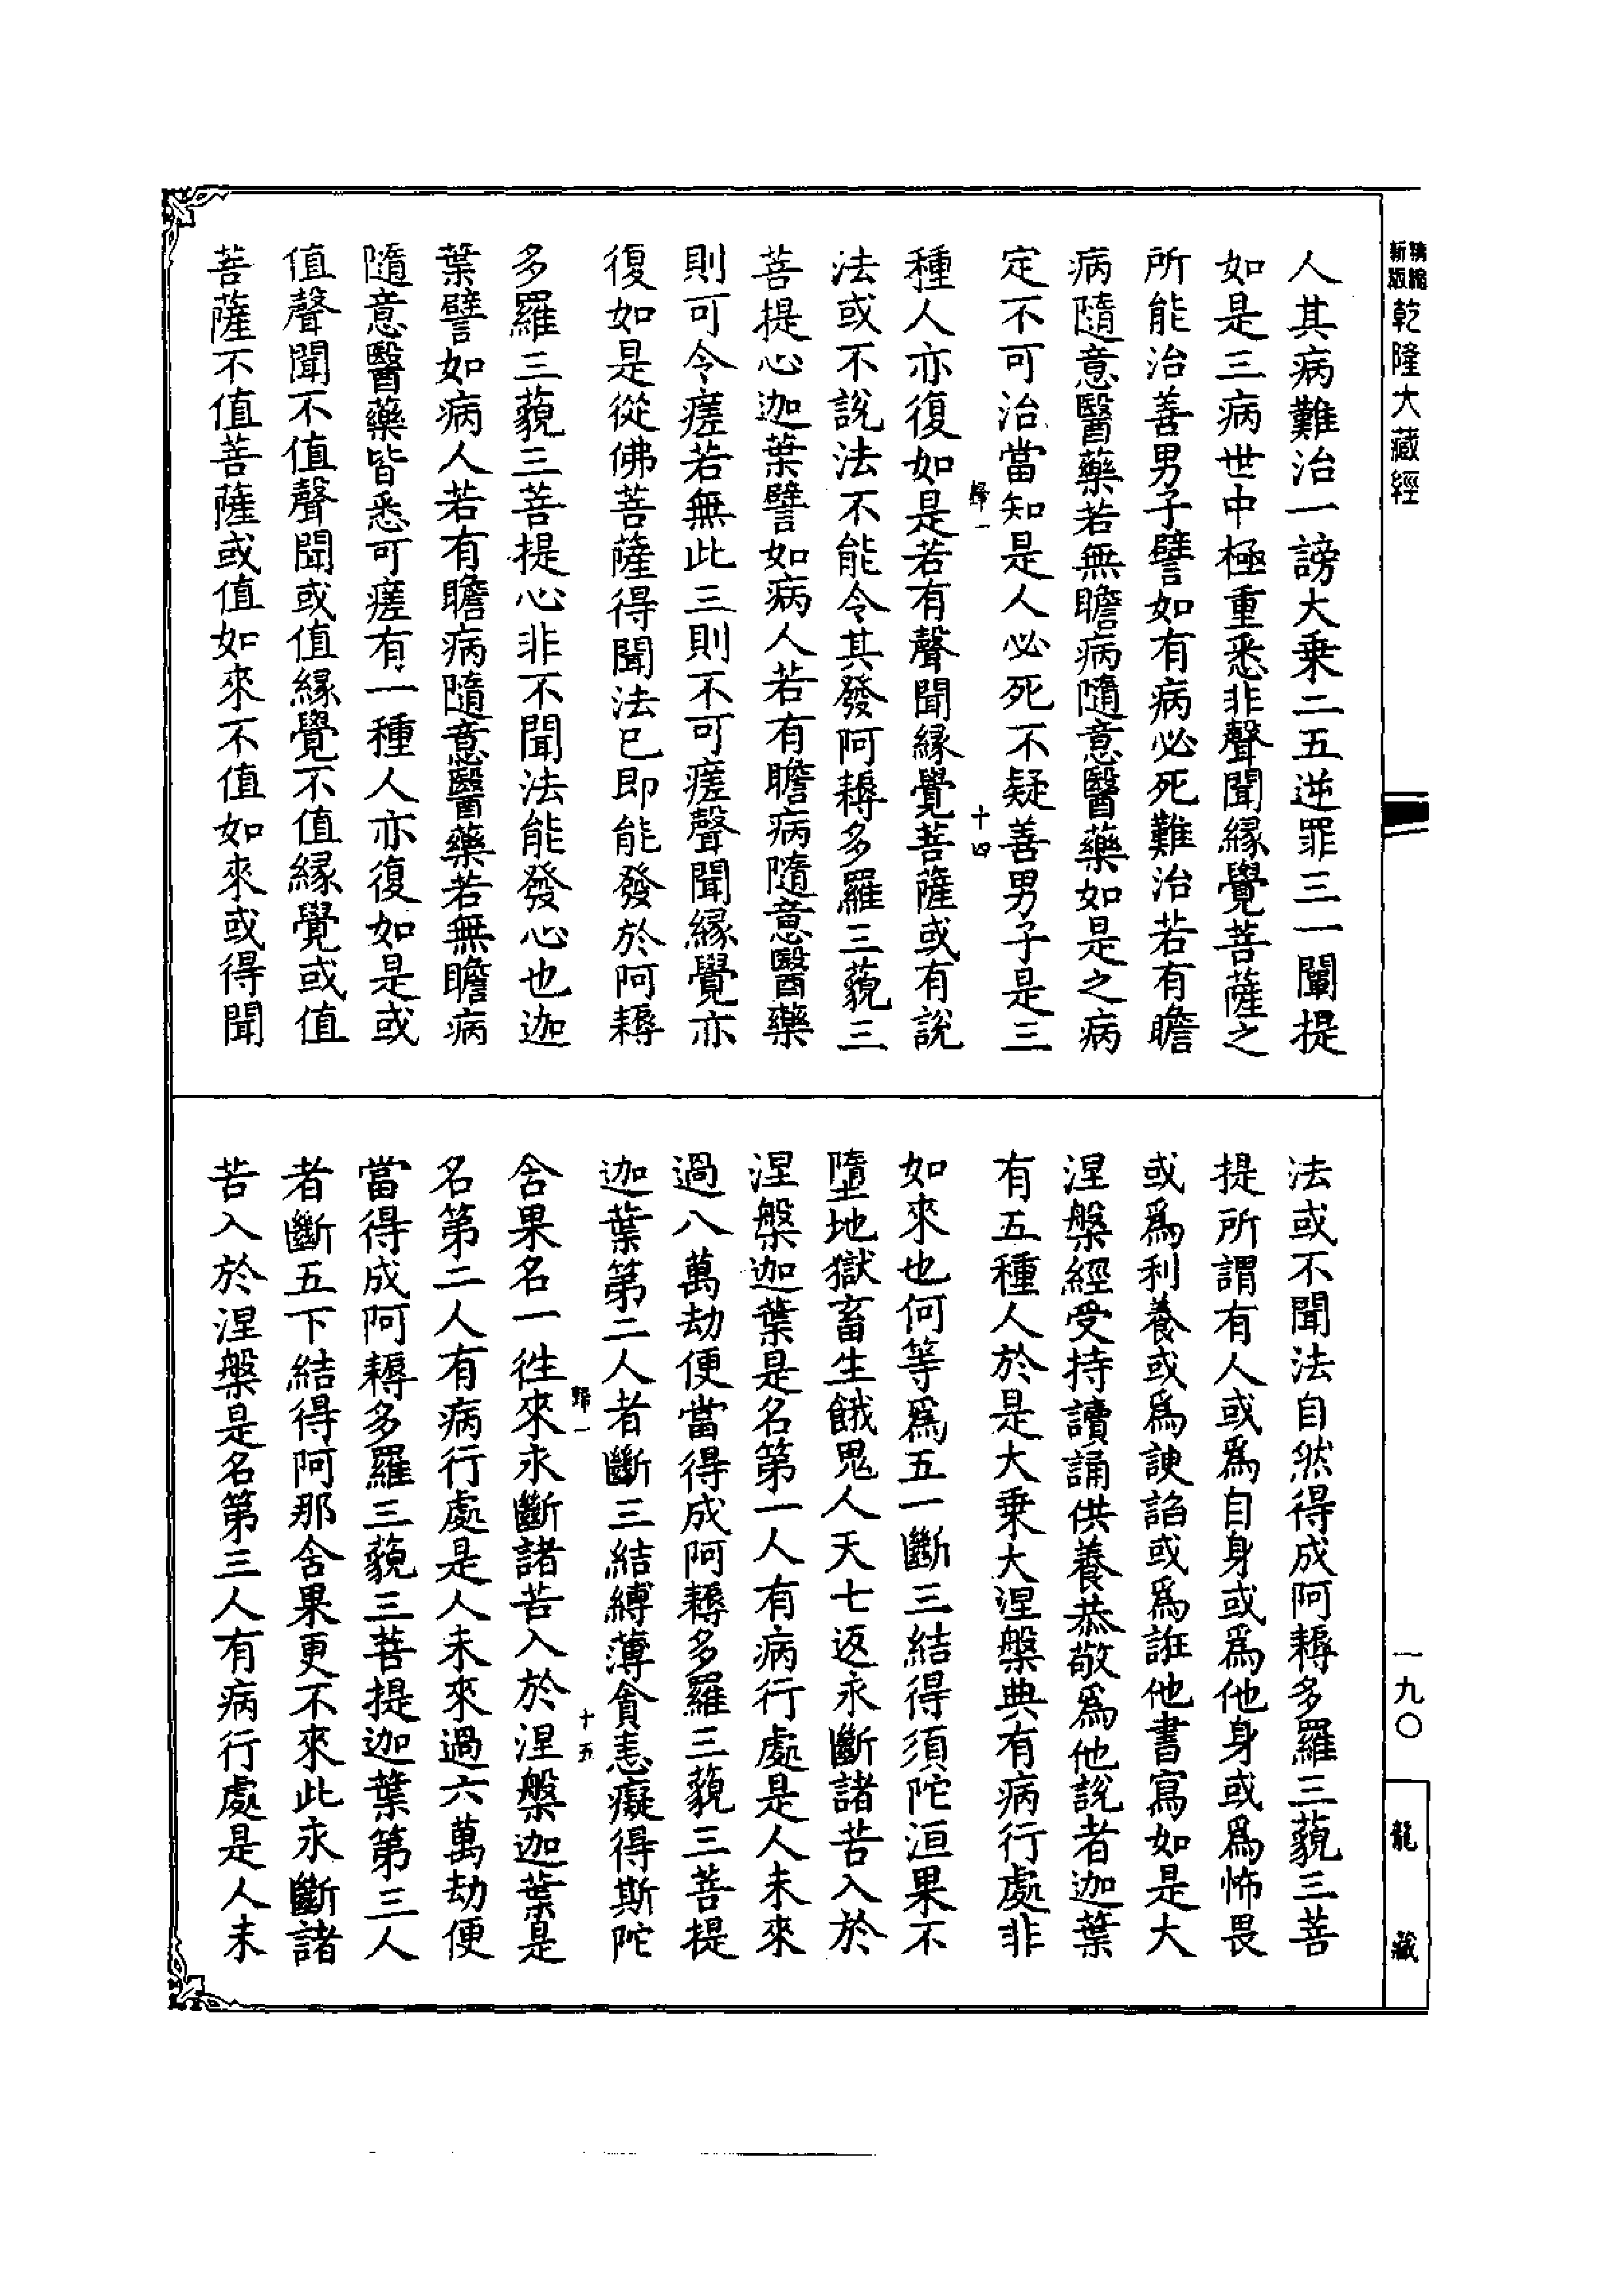 精縮
新版
乾隆大藏經
人其病難治一謗大乗二五逆罪三一闡提
如是三病世中極重悉非聲聞縁覺菩薩之
所能治善男子譬如有病必死難治若有瞻
病隨意醫藥若無瞻病隨意醫藥如是之病
定不可治當知是人必死不疑善男子是三
歸一
十四
種人亦復如是若有聲聞縁覺菩薩或有說
法或不說法不能令其發阿耨多羅三藐三
菩提心迦葉譬如病人若有瞻病隨意醫藥
則可令瘥若無此三則不可瘥聲聞縁覺亦
復如是從佛菩薩得聞法已即能發於阿耨
多羅三藐三菩提心非不聞法能發心也迦
葉譬如病人若有瞻病隨意醫藥若無瞻病
隨意醫藥皆悉可瘥有一種人亦復如是或
值聲聞不值聲聞或值縁覺不值縁覺或值
菩薩不值菩薩或值如來不值如來或得聞
法或不聞法自然得成阿耨多羅三藐三菩
提所謂有人或爲自身或爲他身或爲怖畏
或爲利養或爲諛諂或爲誑他書寫如是大
涅槃經受持讀誦供養恭敬爲他說者迦葉
有五種人於是大乗大涅槃典有病行處非
如來也何等爲五一斷三結得須陀洹果不
墮地獄畜生餓鬼人天七返永斷諸苦入於
涅槃迦葉是名第一人有病行處是人未來
過八萬劫便當得成阿耨多羅三藐三菩提
迦葉第二人者斷三結縛薄貪恚癡得斯陀
歸一
十五
含果名一徃來永斷諸苦入於涅槃迦葉是
名第二人有病行處是人未來過六萬劫便
當得成阿耨多羅三藐三菩提迦葉第三人
者斷五下結得阿那含果更不來此永斷諸
苦入於涅槃是名第三人有病行處是人未
一九〇
龍藏